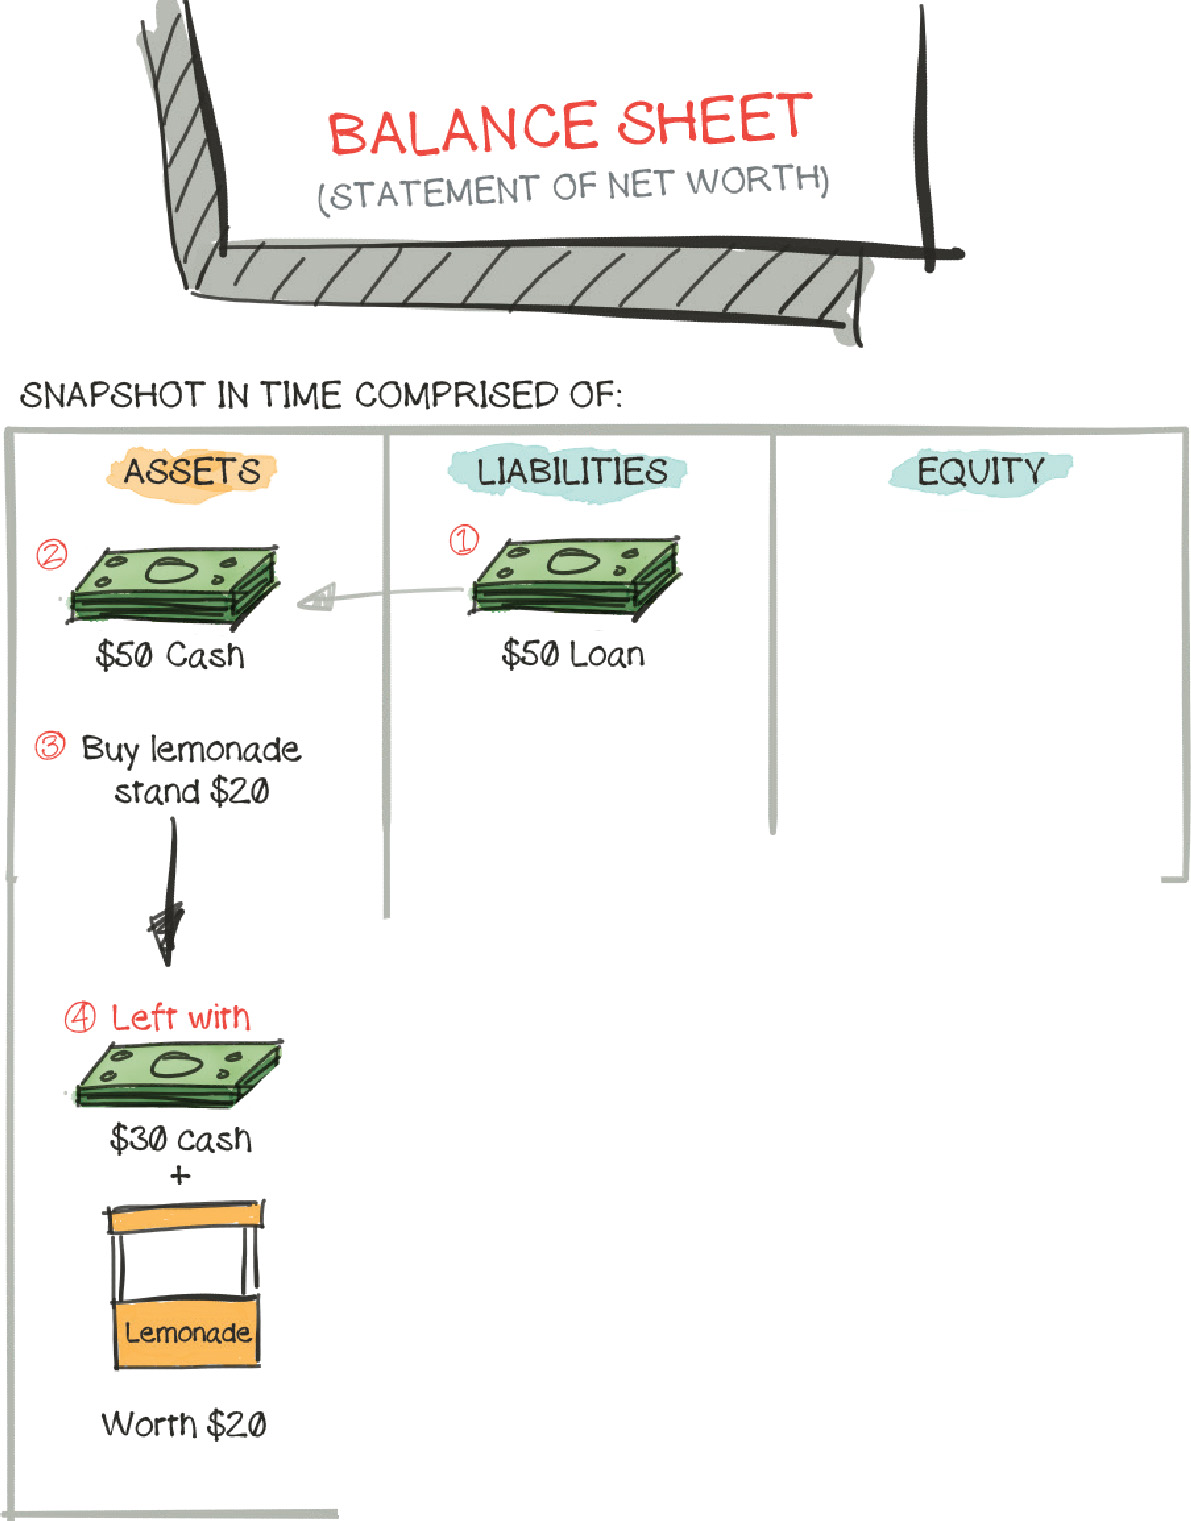 BALANCE SHEET
(STATEMENT OF NET WORTH)
SNAPSHOT IN TIME COMPRISED OF:
ASSETS
LIABILITIES
EQUITY
2
1
$50 Cash
$50 Loan
3 Buy lemonade
stand $20
4 Left with
$30 cash
+
Lemonade
Worth $20